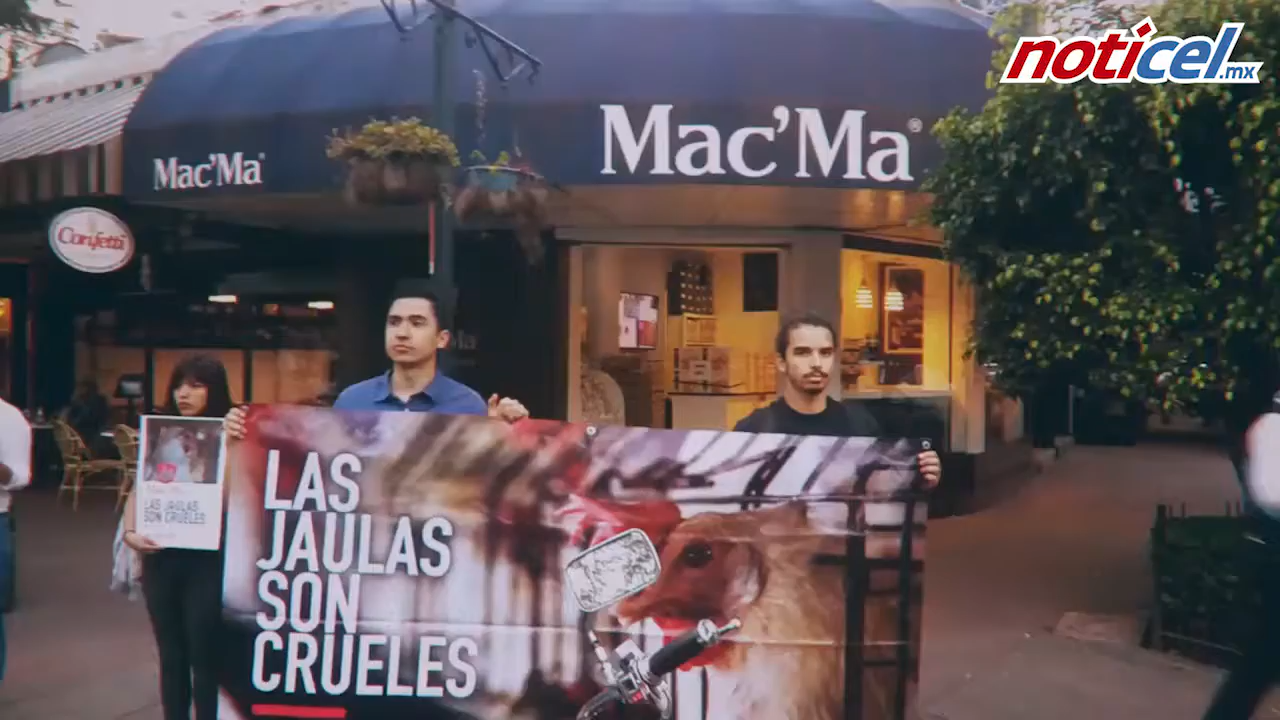 noticel.mx
Mac'Ma®
Mac'Ma
Confetti
LAS
JAULAS
SON
CRUELES
LAS JAULAS
SON CRUELES